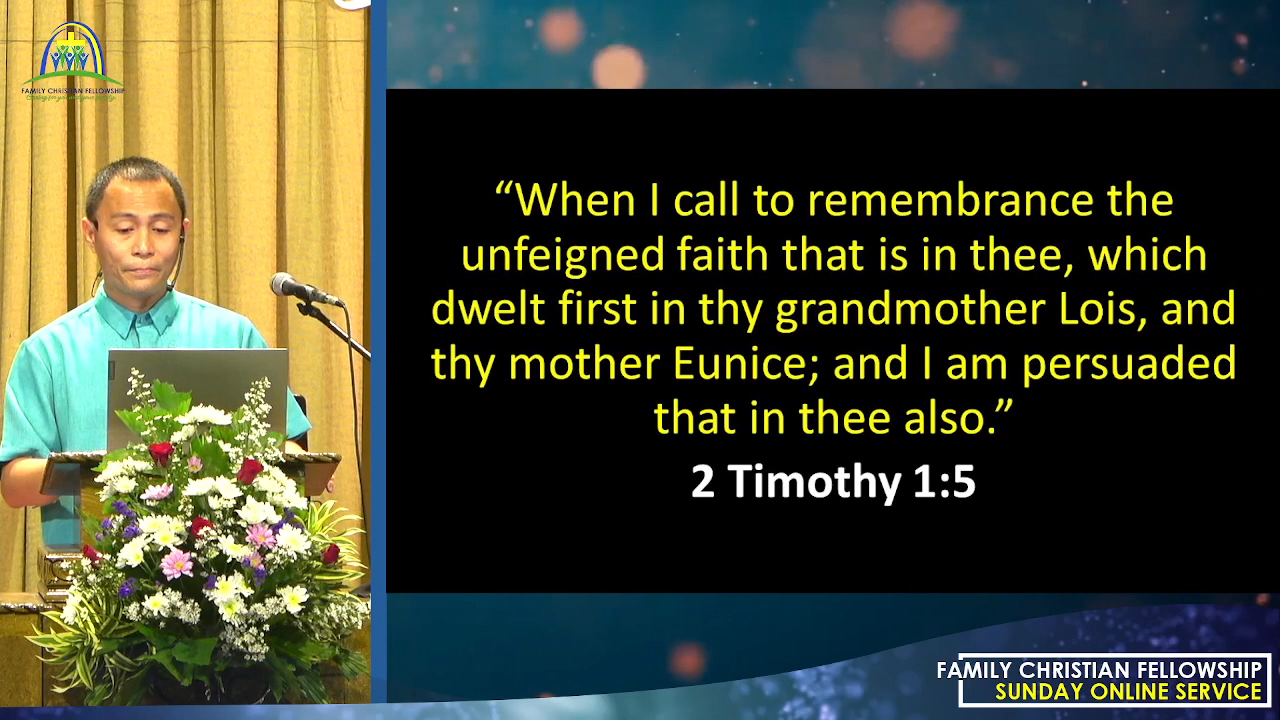 FAMILY CHRISTIAN FELLOWSHIP
“When I call to remembrance the
unfeigned faith that is in thee, which
dwelt first in thy grandmother Lois, and
thy mother Eunice; and I am persuaded
that in thee also.”
2 Timothy 1:5
FAMILY CHRISTIAN FELLOWSHIP
SUNDAY ONLINE SERVICE